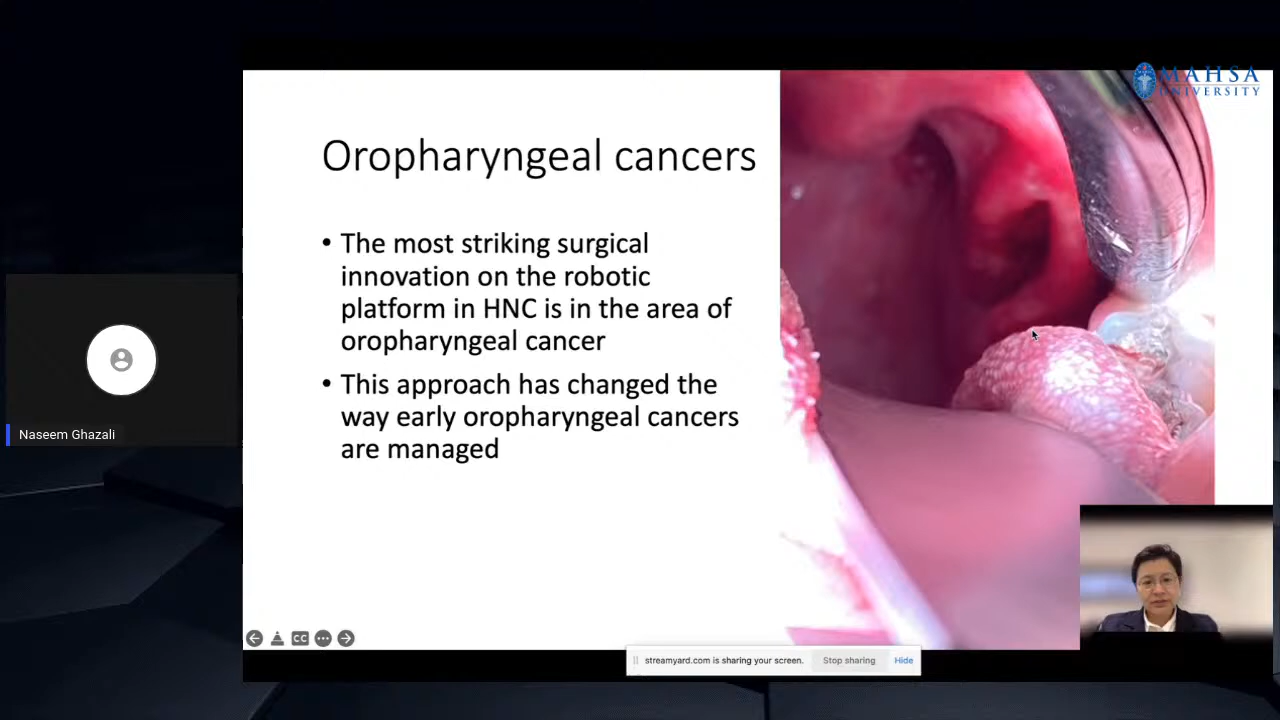 MAHSA
UNIVERSITY
Oropharyngeal cancers
• The most striking surgical
innovation on the robotic
platform in HNC is in the area of
oropharyngeal cancer
• This approach has changed the
way early oropharyngeal cancers
are managed
Naseem Ghazali
CC
streamyard.com is sharing your screen.
Stop sharing
Hide